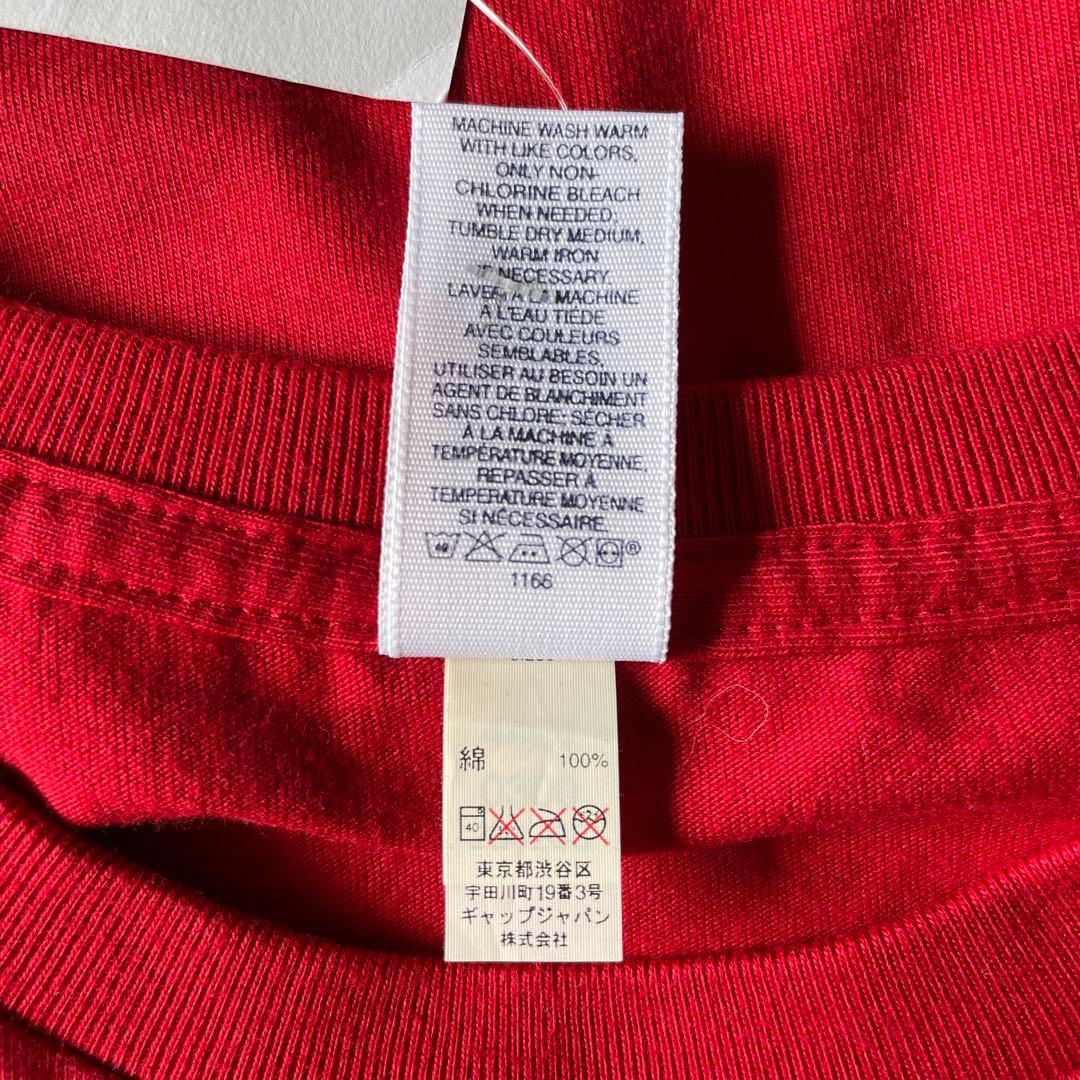 MACHINE WASH WARM
WITH LIKE COLORS,
ONLY NON-
CHLORINE BLEACH
WHEN NEEDED;
TUMBLE DRY MEDIUM,
WARM IRON
IF NECESSARY
LAVER À LA MACHINE
À L'EAU TIÈDE
AVEC COULEURS
SEMBLABLES,
UTILISER AU BESOIN UN
AGENT DE BLANCHIMENT
SANS CHLORE; SÉCHER
À LA MACHINE À
TEMPÉRATURE MOYENNE,
REPASSER À
TEMPÉRATURE MOYENNE
SI NÉCESSAIRE.
40 ®
1166
綿 100%
40
東京都渋谷区
宇田川町19番3号
ギャップジャパン
株式会社